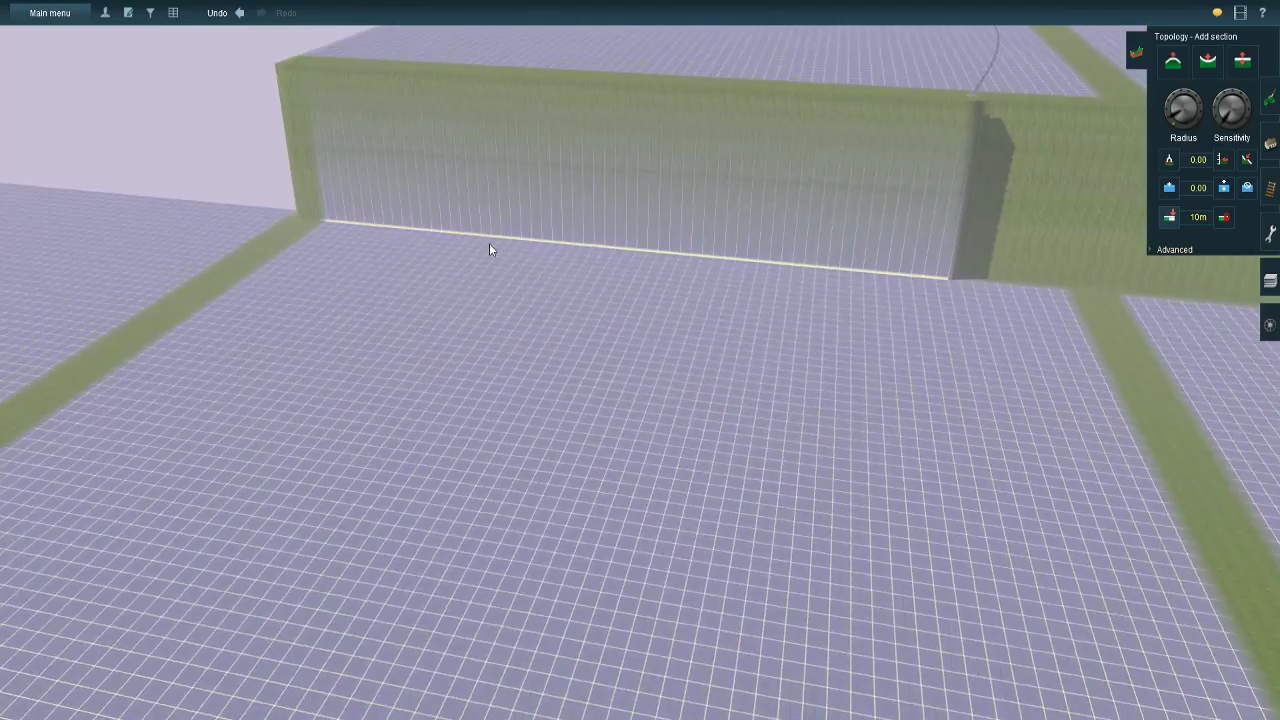 Main menu
Undo
Redo
?
Topology - Add section
Radius
Sensitivity
0.00
0.00
10m
Advanced